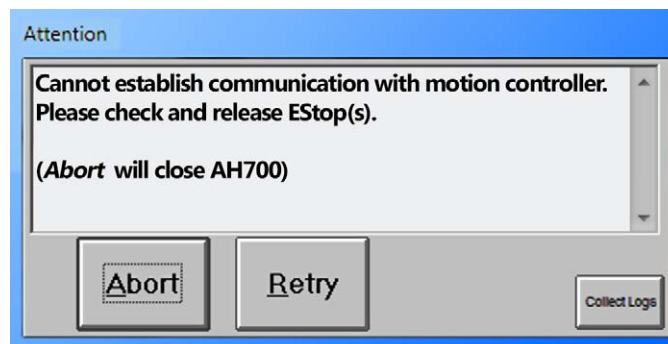 Attention
Cannot establish communication with motion controller.
Please check and release EStop(s).
(Abort will close AH700)
Abort
Retry
Collect Logs